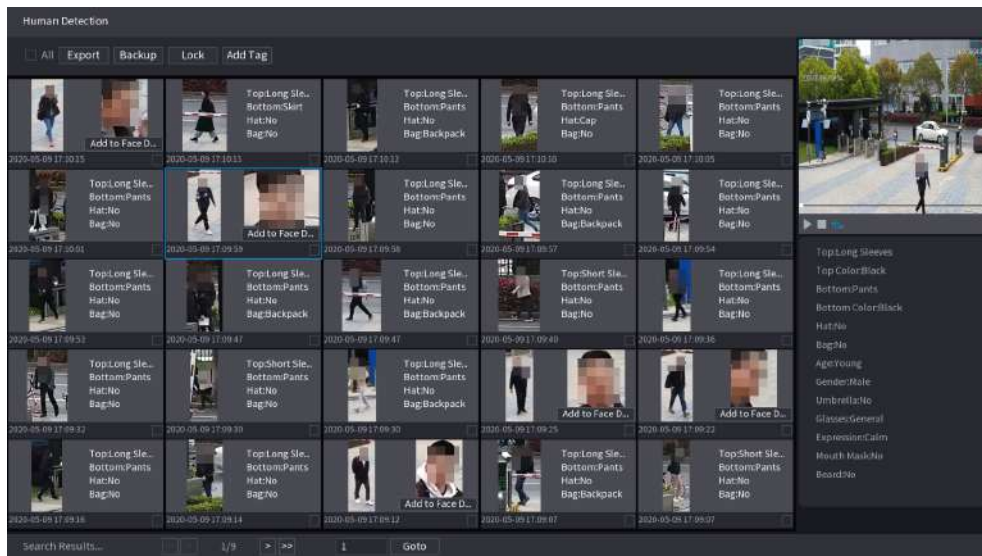 Human Detection
All Export Backup Lock Add Tag
Add to Face D...
2020-05-09 17:10:15
Top:Long Sle...
Bottom:Skirt
Hat:No
Bag:No
2020-05-09 17:10:13
Top:Long Sle...
Bottom:Pants
Hat:No
Bag:Backpack
2020-05-09 17:10:12
Top:Long Sle...
Bottom:Pants
Hat:Cap
Bag:No
2020-05-09 17:10:10
Top:Long Sle...
Bottom:Pants
Hat:No
Bag:No
2020-05-09 17:10:05
Top:Long Sle...
Bottom:Pants
Hat:No
Bag:No
2020-05-09 17:10:01
Add to Face D...
2020-05-09 17:09:59
Top:Long Sle...
Bottom:Pants
Hat:No
Bag:No
2020-05-09 17:09:58
Top:Long Sle...
Bottom:Pants
Hat:No
Bag:Backpack
2020-05-09 17:09:57
Top:Long Sle...
Bottom:Pants
Hat:No
Bag:No
2020-05-09 17:09:54
Top:Long Sle...
Bottom:Pants
Hat:No
Bag:No
2020-05-09 17:09:53
Top:Long Sle...
Bottom:Pants
Hat:No
Bag:Backpack
2020-05-09 17:09:47
Top:Long Sle...
Bottom:Pants
Hat:No
Bag:Backpack
2020-05-09 17:09:47
Top:Short Sle...
Bottom:Pants
Hat:No
Bag:No
2020-05-09 17:09:40
Top:Long Sle...
Bottom:Pants
Hat:No
Bag:No
2020-05-09 17:09:36
Top:Long Sle...
Bottom:Pants
Hat:No
Bag:No
2020-05-09 17:09:32
Top:Short Sle...
Bottom:Pants
Hat:No
Bag:No
2020-05-09 17:09:30
Top:Long Sle...
Bottom:Pants
Hat:No
Bag:Backpack
2020-05-09 17:09:30
Add to Face D...
2020-05-09 17:09:25
Add to Face D...
2020-05-09 17:09:22
Top:Long Sle...
Bottom:Pants
Hat:No
Bag:No
2020-05-09 17:09:16
Top:Long Sle...
Bottom:Pants
Hat:No
Bag:No
2020-05-09 17:09:14
Add to Face D...
2020-05-09 17:09:12
Top:Long Sle...
Bottom:Pants
Hat:No
Bag:Backpack
2020-05-09 17:09:07
Top:Short Sle...
Bottom:Pants
Hat:No
Bag:No
2020-05-09 17:09:07
Top:Long Sleeves
Top Color:Black
Bottom:Pants
Bottom Color:Black
Hat:No
Bag:No
Age:Young
Gender:Male
Umbrella:No
Glasses:General
Expression:Calm
Mouth Mask:No
Beard:No
Search Results... 1/9 > >> 1 Goto